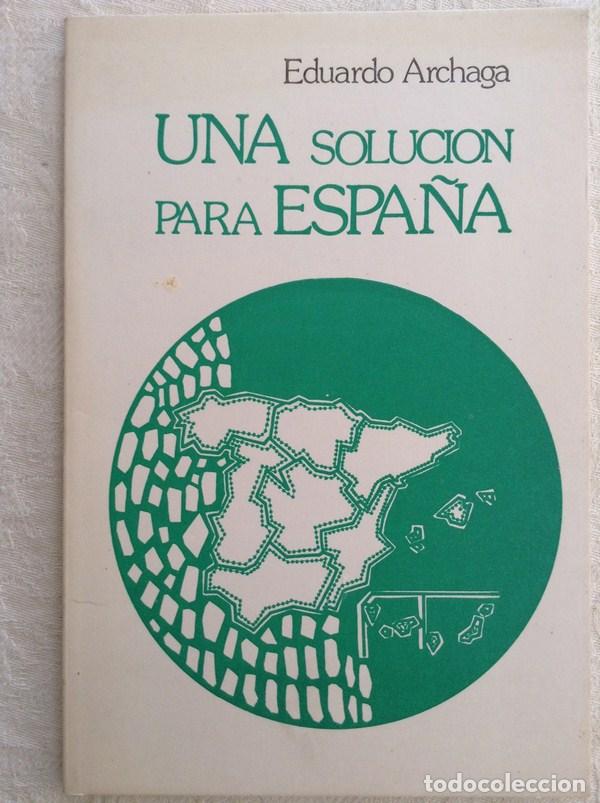 Eduardo Archaga
UNA SOLUCION
PARA ESPAÑA
todocoleccion